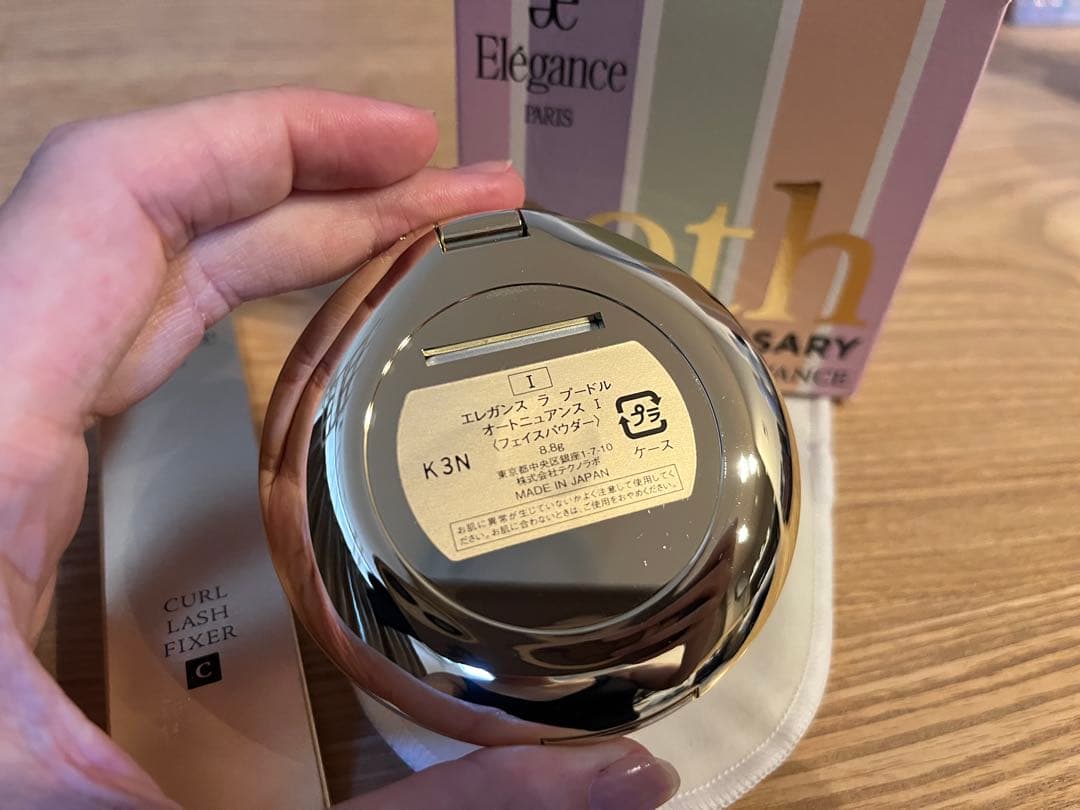 Elégance
PARIS
th
SARY
ANCE
I
エレガンス ラ プードル
オートニュアンス I
〈フェイスパウダー〉
8.8g
東京都中央区銀座1-7-10
株式会社テクノラボ
MADE IN JAPAN
K3N
プラ
ケース
お肌に異常が生じていないかよく注意して使用してく
ださい。お肌に合わないときは、ご使用をおやめください。
CURL
LASH
FIXER
C